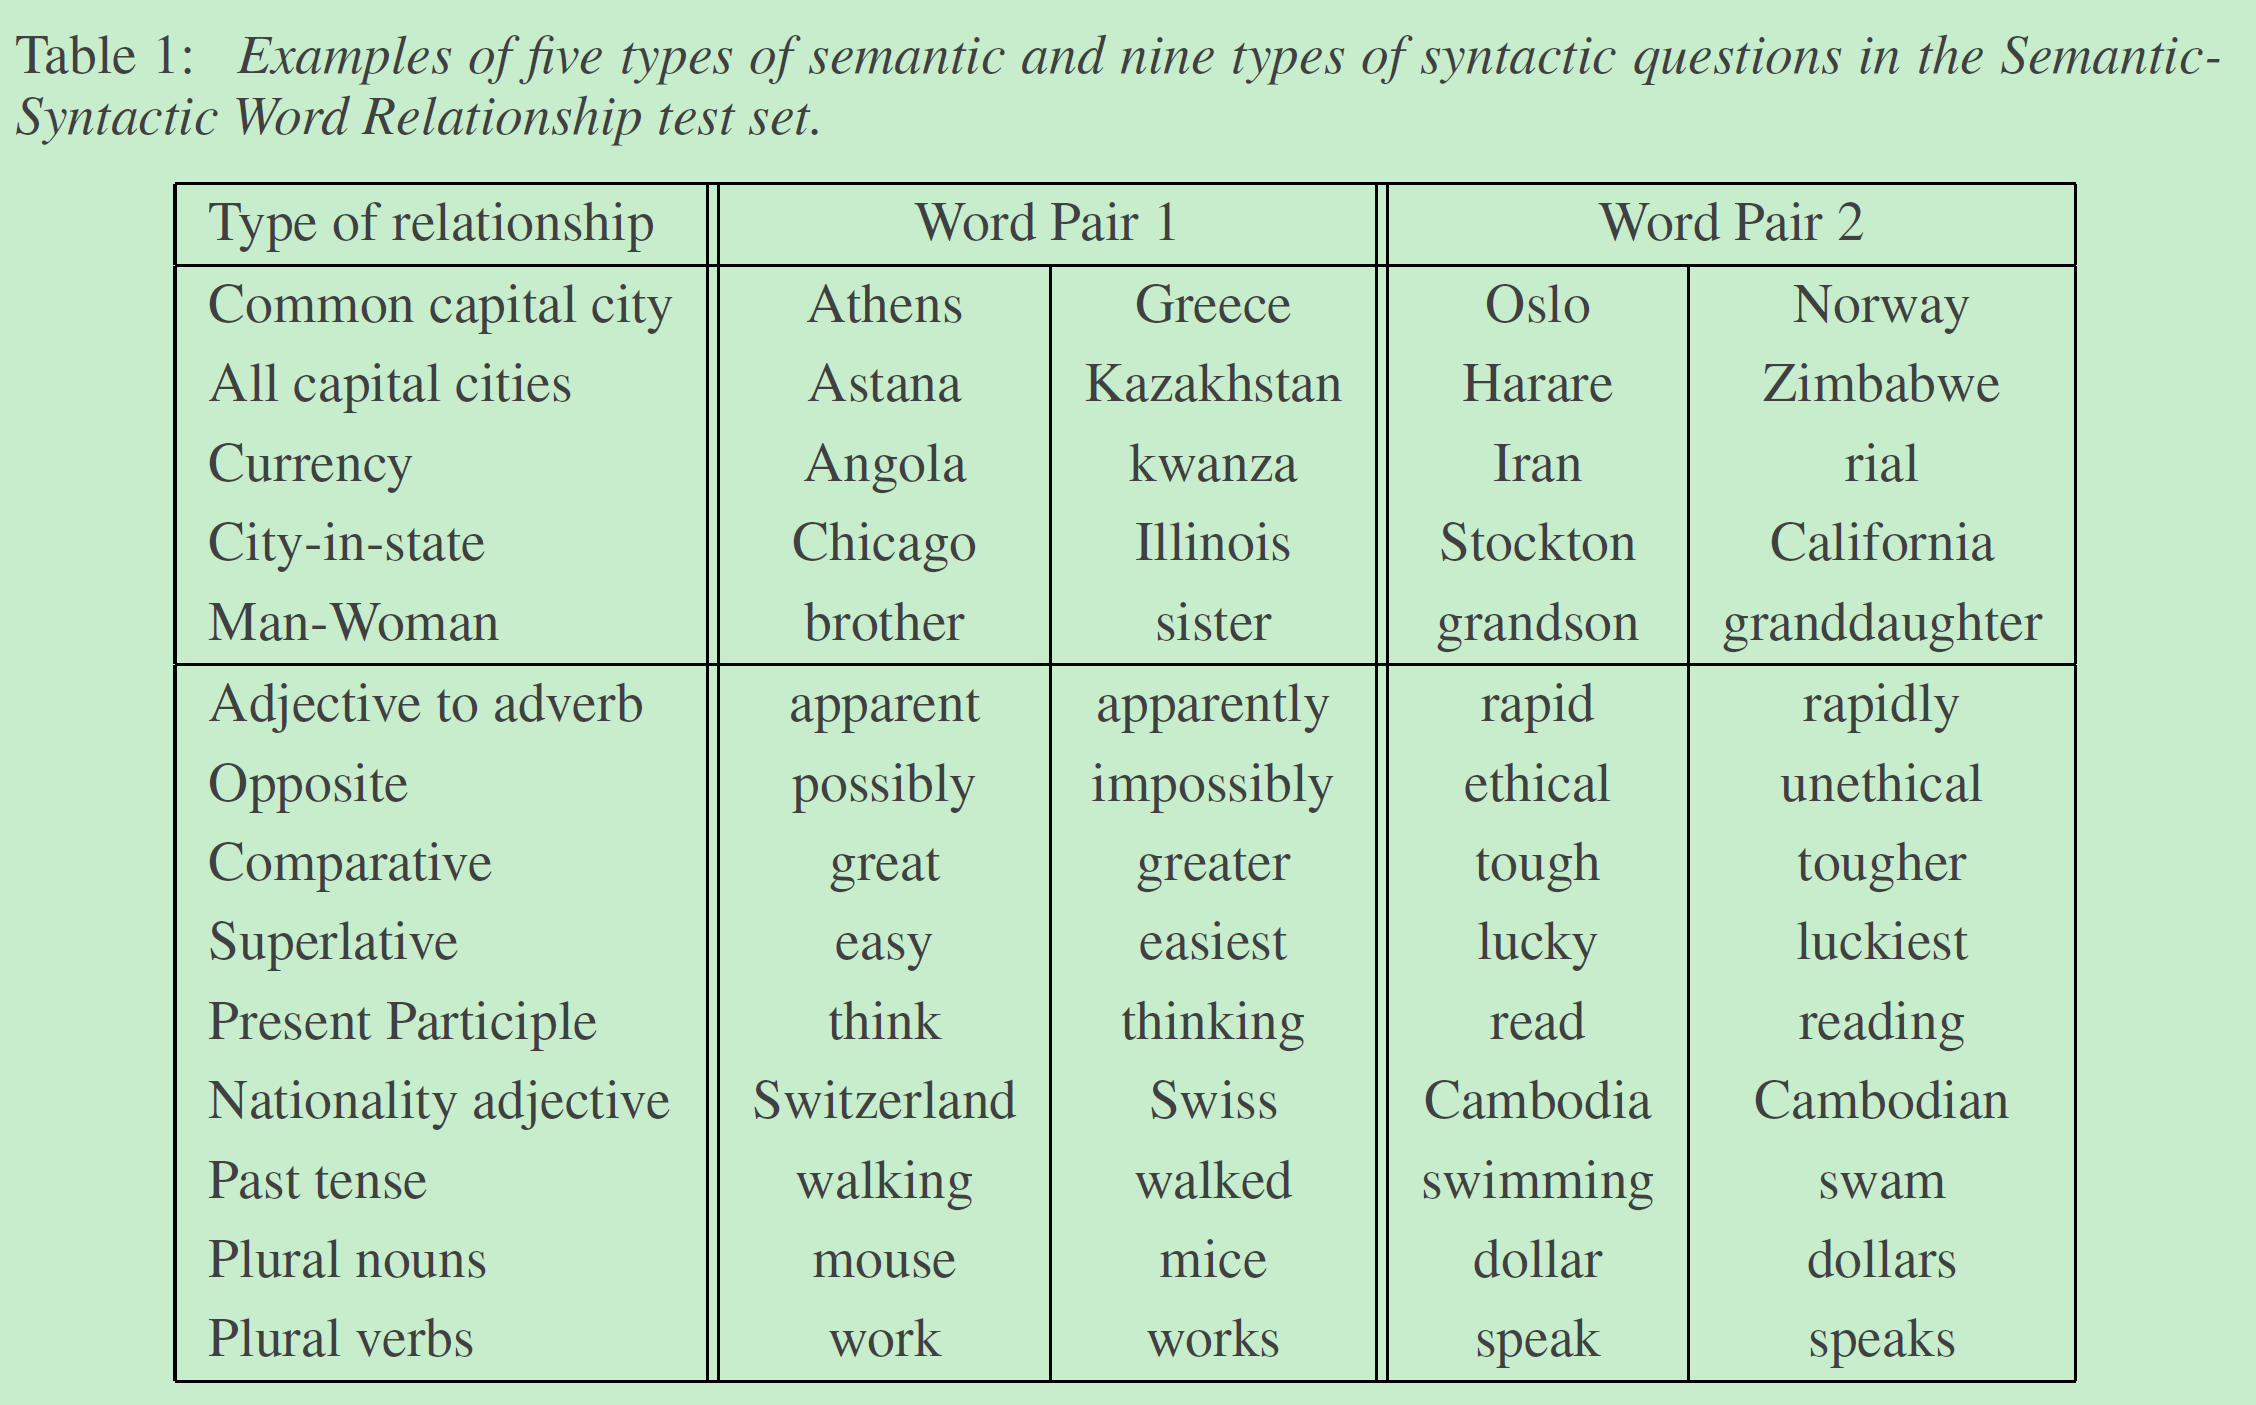 Table 1: Examples of five types of semantic and nine types of syntactic questions in the Semantic-
Syntactic Word Relationship test set.
Type of relationship Word Pair 1 Word Pair 2
Common capital city Athens Greece Oslo Norway
All capital cities Astana Kazakhstan Harare Zimbabwe
Currency Angola kwanza Iran rial
City-in-state Chicago Illinois Stockton California
Man-Woman brother sister grandson granddaughter
Adjective to adverb apparent apparently rapid rapidly
Opposite possibly impossibly ethical unethical
Comparative great greater tough tougher
Superlative easy easiest lucky luckiest
Present Participle think thinking read reading
Nationality adjective Switzerland Swiss Cambodia Cambodian
Past tense walking walked swimming swam
Plural nouns mouse mice dollar dollars
Plural verbs work works speak speaks